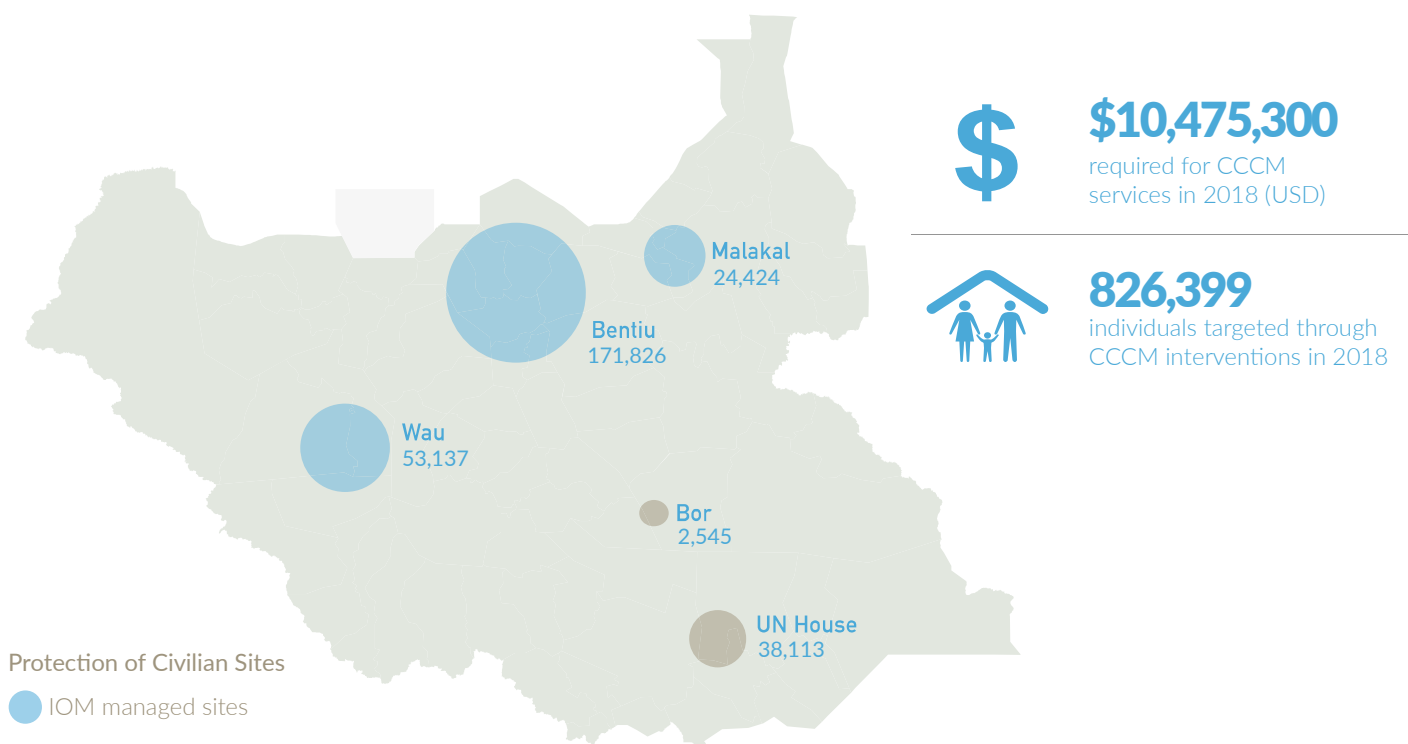 $
$10,475,300
required for CCCM
services in 2018 (USD)
826,399
individuals targeted through
CCCM interventions in 2018
Malakal
24,424
Bentiu
171,826
Wau
53,137
Bor
2,545
UN House
38,113
Protection of Civilian Sites
IOM managed sites